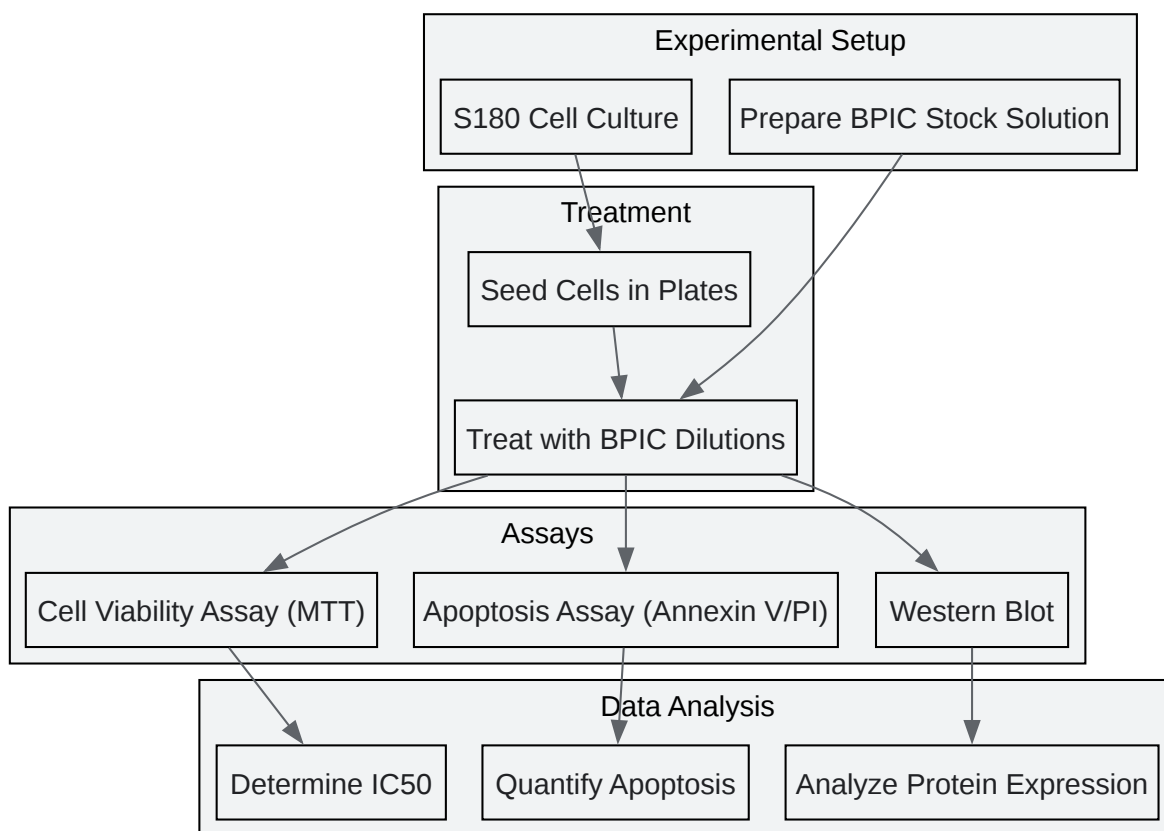 Experimental Setup
S180 Cell Culture
Prepare BPIC Stock Solution
Treatment
Seed Cells in Plates
Treat with BPIC Dilutions
Assays
Cell Viability Assay (MTT)
Apoptosis Assay (Annexin V/PI)
Western Blot
Data Analysis
Determine IC50
Quantify Apoptosis
Analyze Protein Expression